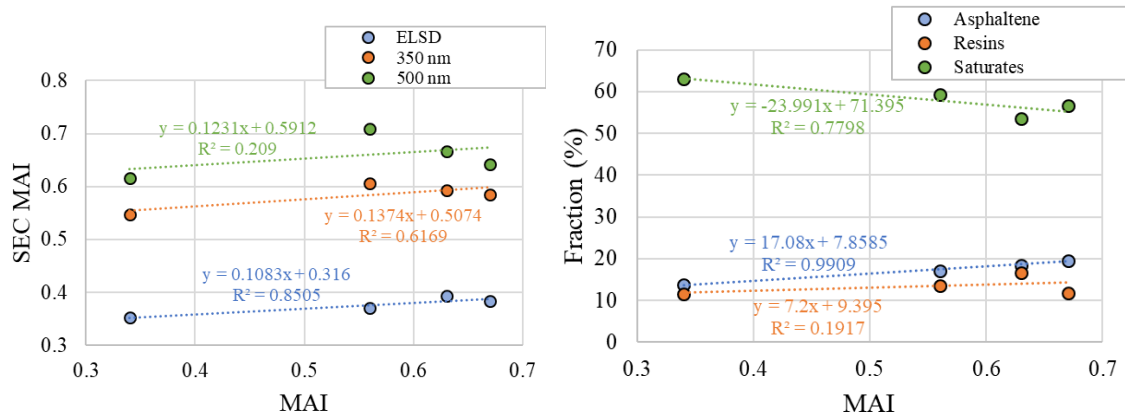 ELSD
350 nm
500 nm
0.8
0.7
0.6
0.5
0.4
0.3
SEC MAI
y = 0.1231x + 0.5912
R² = 0.209
y = 0.1374x + 0.5074
R² = 0.6169
y = 0.1083x + 0.316
R² = 0.8505
0.3 0.4 0.5 0.6 0.7
MAI
Asphaltene
Resins
Saturates
70
60
50
40
30
20
10
0
Fraction (%)
y = -23.991x + 71.395
R² = 0.7798
y = 17.08x + 7.8585
R² = 0.9909
y = 7.2x + 9.395
R² = 0.1917
0.3 0.4 0.5 0.6 0.7
MAI